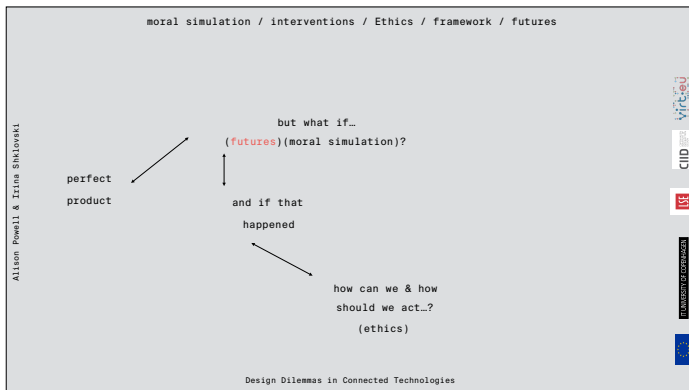 moral simulation / interventions / Ethics / framework / futures
Alison Powell & Irina Shklovski
but what if…
(futures)(moral simulation)?
perfect
product
and if that
happened
how can we & how
should we act…?
(ethics)
virt·eu
CIID
LSE
IT UNIVERSITY OF COPENHAGEN
Design Dilemmas in Connected Technologies